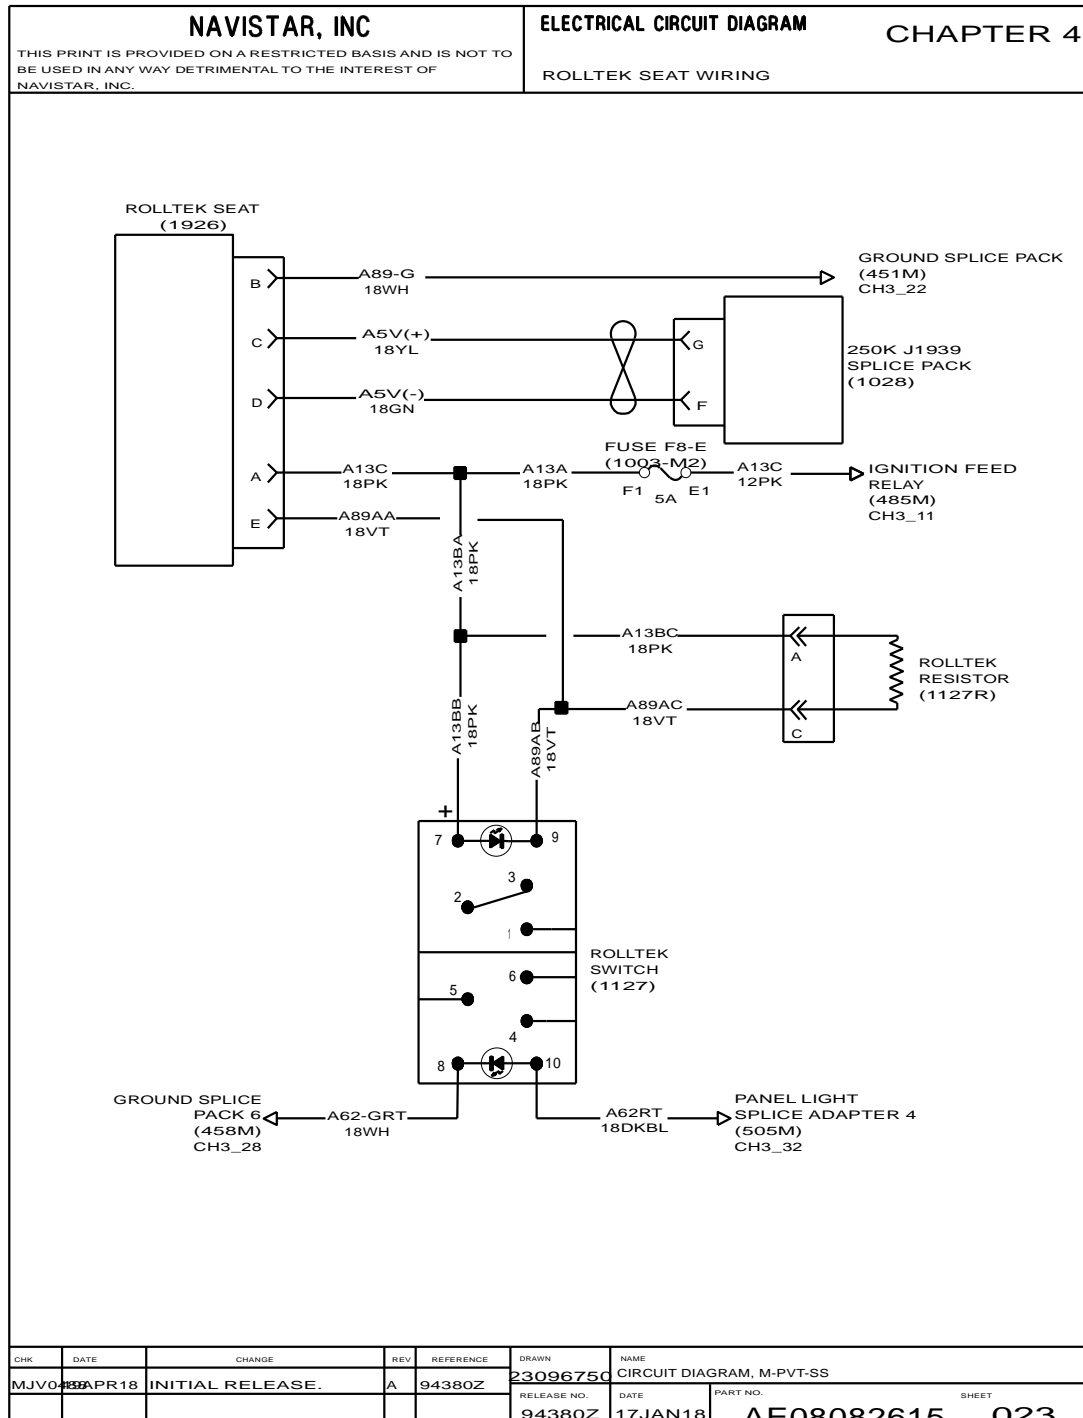 NAVISTAR, INC
THIS PRINT IS PROVIDED ON A RESTRICTED BASIS AND IS NOT TO
BE USED IN ANY WAY DETRIMENTAL TO THE INTEREST OF
NAVISTAR, INC.
ELECTRICAL CIRCUIT DIAGRAM
CHAPTER 4
ROLLTEK SEAT WIRING
ROLLTEK SEAT
(1926)
B
A89-G
18WH
GROUND SPLICE PACK
(451M)
CH3_22
C
A5V(+)
18YL
G
250K J1939
SPLICE PACK
(1028)
D
A5V(-)
18GN
F
FUSE F8-E
(1003-M2)
A
A13C
18PK
A13A
18PK
F1
5A
E1
A13C
12PK
IGNITION FEED
RELAY
(485M)
CH3_11
E
A89AA
18VT
A13BA
18PK
A13BC
18PK
A
ROLLTEK
RESISTOR
(1127R)
A89AC
18VT
C
A13BB
18PK
A89AB
18VT
+
7
9
3
2
1
ROLLTEK
SWITCH
(1127)
6
5
4
8
10
GROUND SPLICE
PACK 6
(458M)
CH3_28
A62-GRT
18WH
A62RT
18DKBL
PANEL LIGHT
SPLICE ADAPTER 4
(505M)
CH3_32
CHK
DATE
CHANGE
REV
REFERENCE
DRAWN
NAME
23096750
CIRCUIT DIAGRAM, M-PVT-SS
INITIAL RELEASE.
A
94380Z
RELEASE NO.
DATE
PART NO.
SHEET
94380Z
17JAN18
AE08082615
023